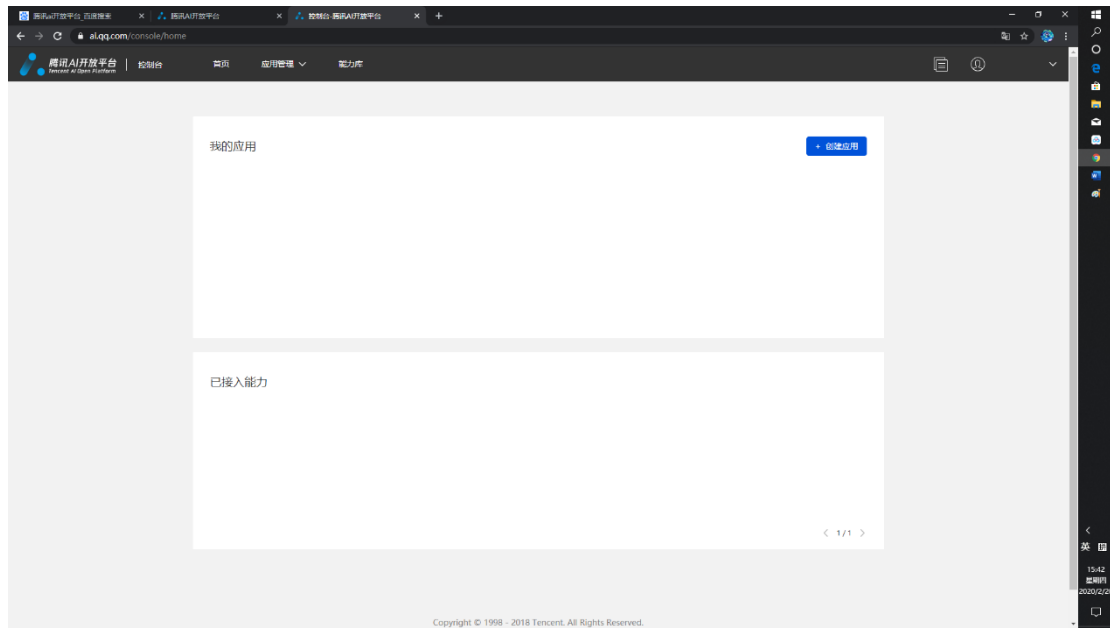 腾讯ai开放平台_百度搜索
腾讯AI开放平台
控制台-腾讯AI开放平台
ai.qq.com/console/home
腾讯AI开放平台 控制台 首页 应用管理 能力库
Tencent AI Open Platform
我的应用
+ 创建应用
已接入能力
1/1
英
15:42
星期四
Copyright © 1998 - 2018 Tencent. All Rights Reserved.